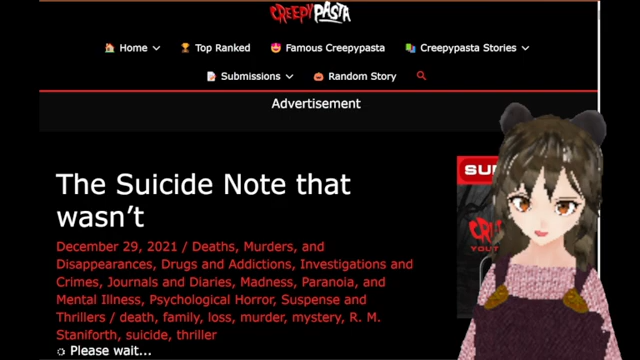 CREEPYPASTA
Home
Top Ranked
Famous Creepypasta
Creepypasta Stories
Submissions
Random Story
Advertisement
The Suicide Note that
wasn't
December 29, 2021 / Deaths, Murders, and
Disappearances, Drugs and Addictions, Investigations and
Crimes, Journals and Diaries, Madness, Paranoia, and
Mental Illness, Psychological Horror, Suspense and
Thrillers / death, family, loss, murder, mystery, R. M.
Staniforth, suicide, thriller
Please wait...